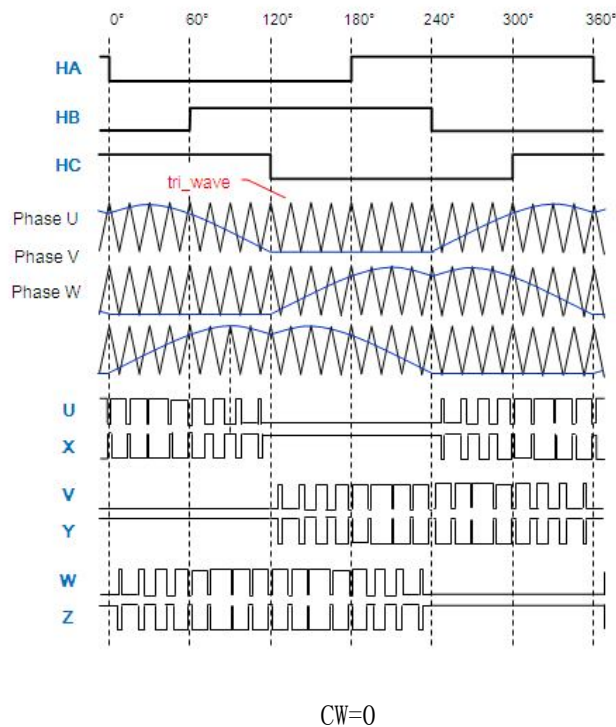 0° 60° 120° 180° 240° 300° 360°
HA
HB
HC
tri_wave
Phase U
Phase V
Phase W
U
X
V
Y
W
Z
CW=0